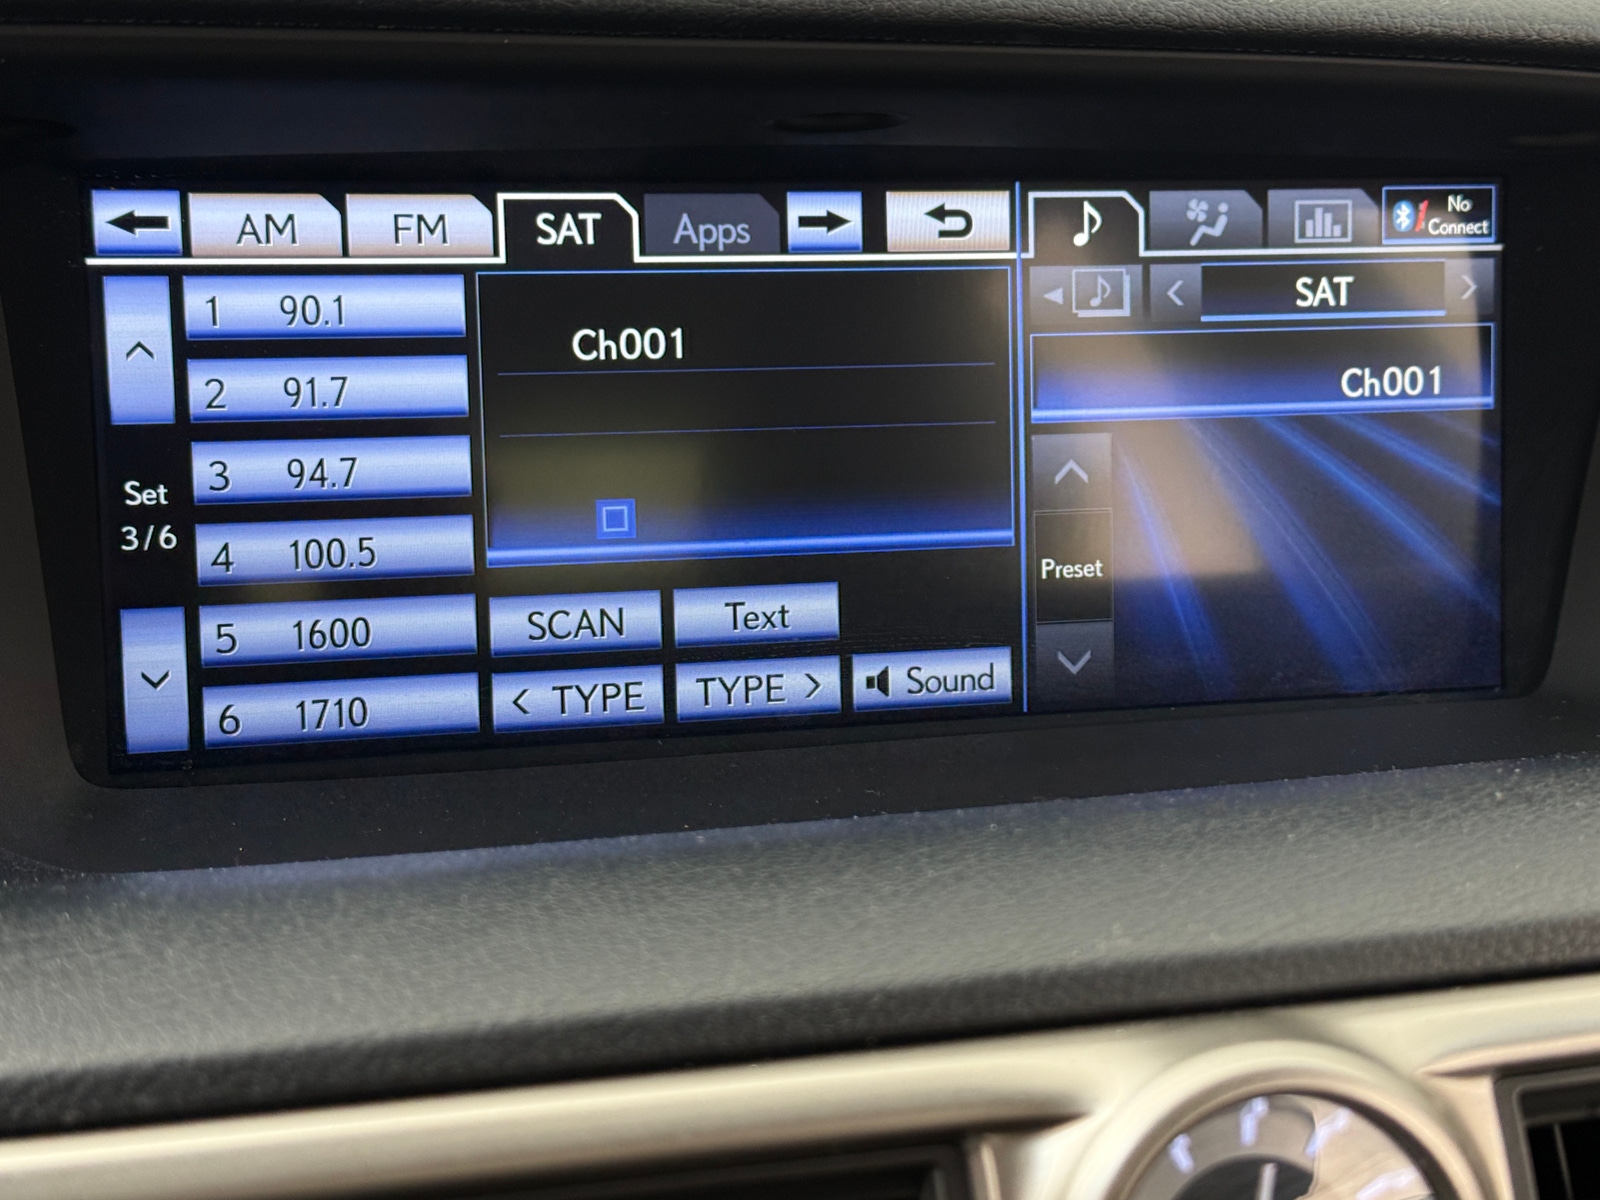 AM FM SAT Apps
No
Connect
SAT
1 90.1
2 91.7
3 94.7
4 100.5
5 1600
6 1710
Set
3/6
Ch001
SCAN Text
< TYPE TYPE > Sound
Ch001
Preset